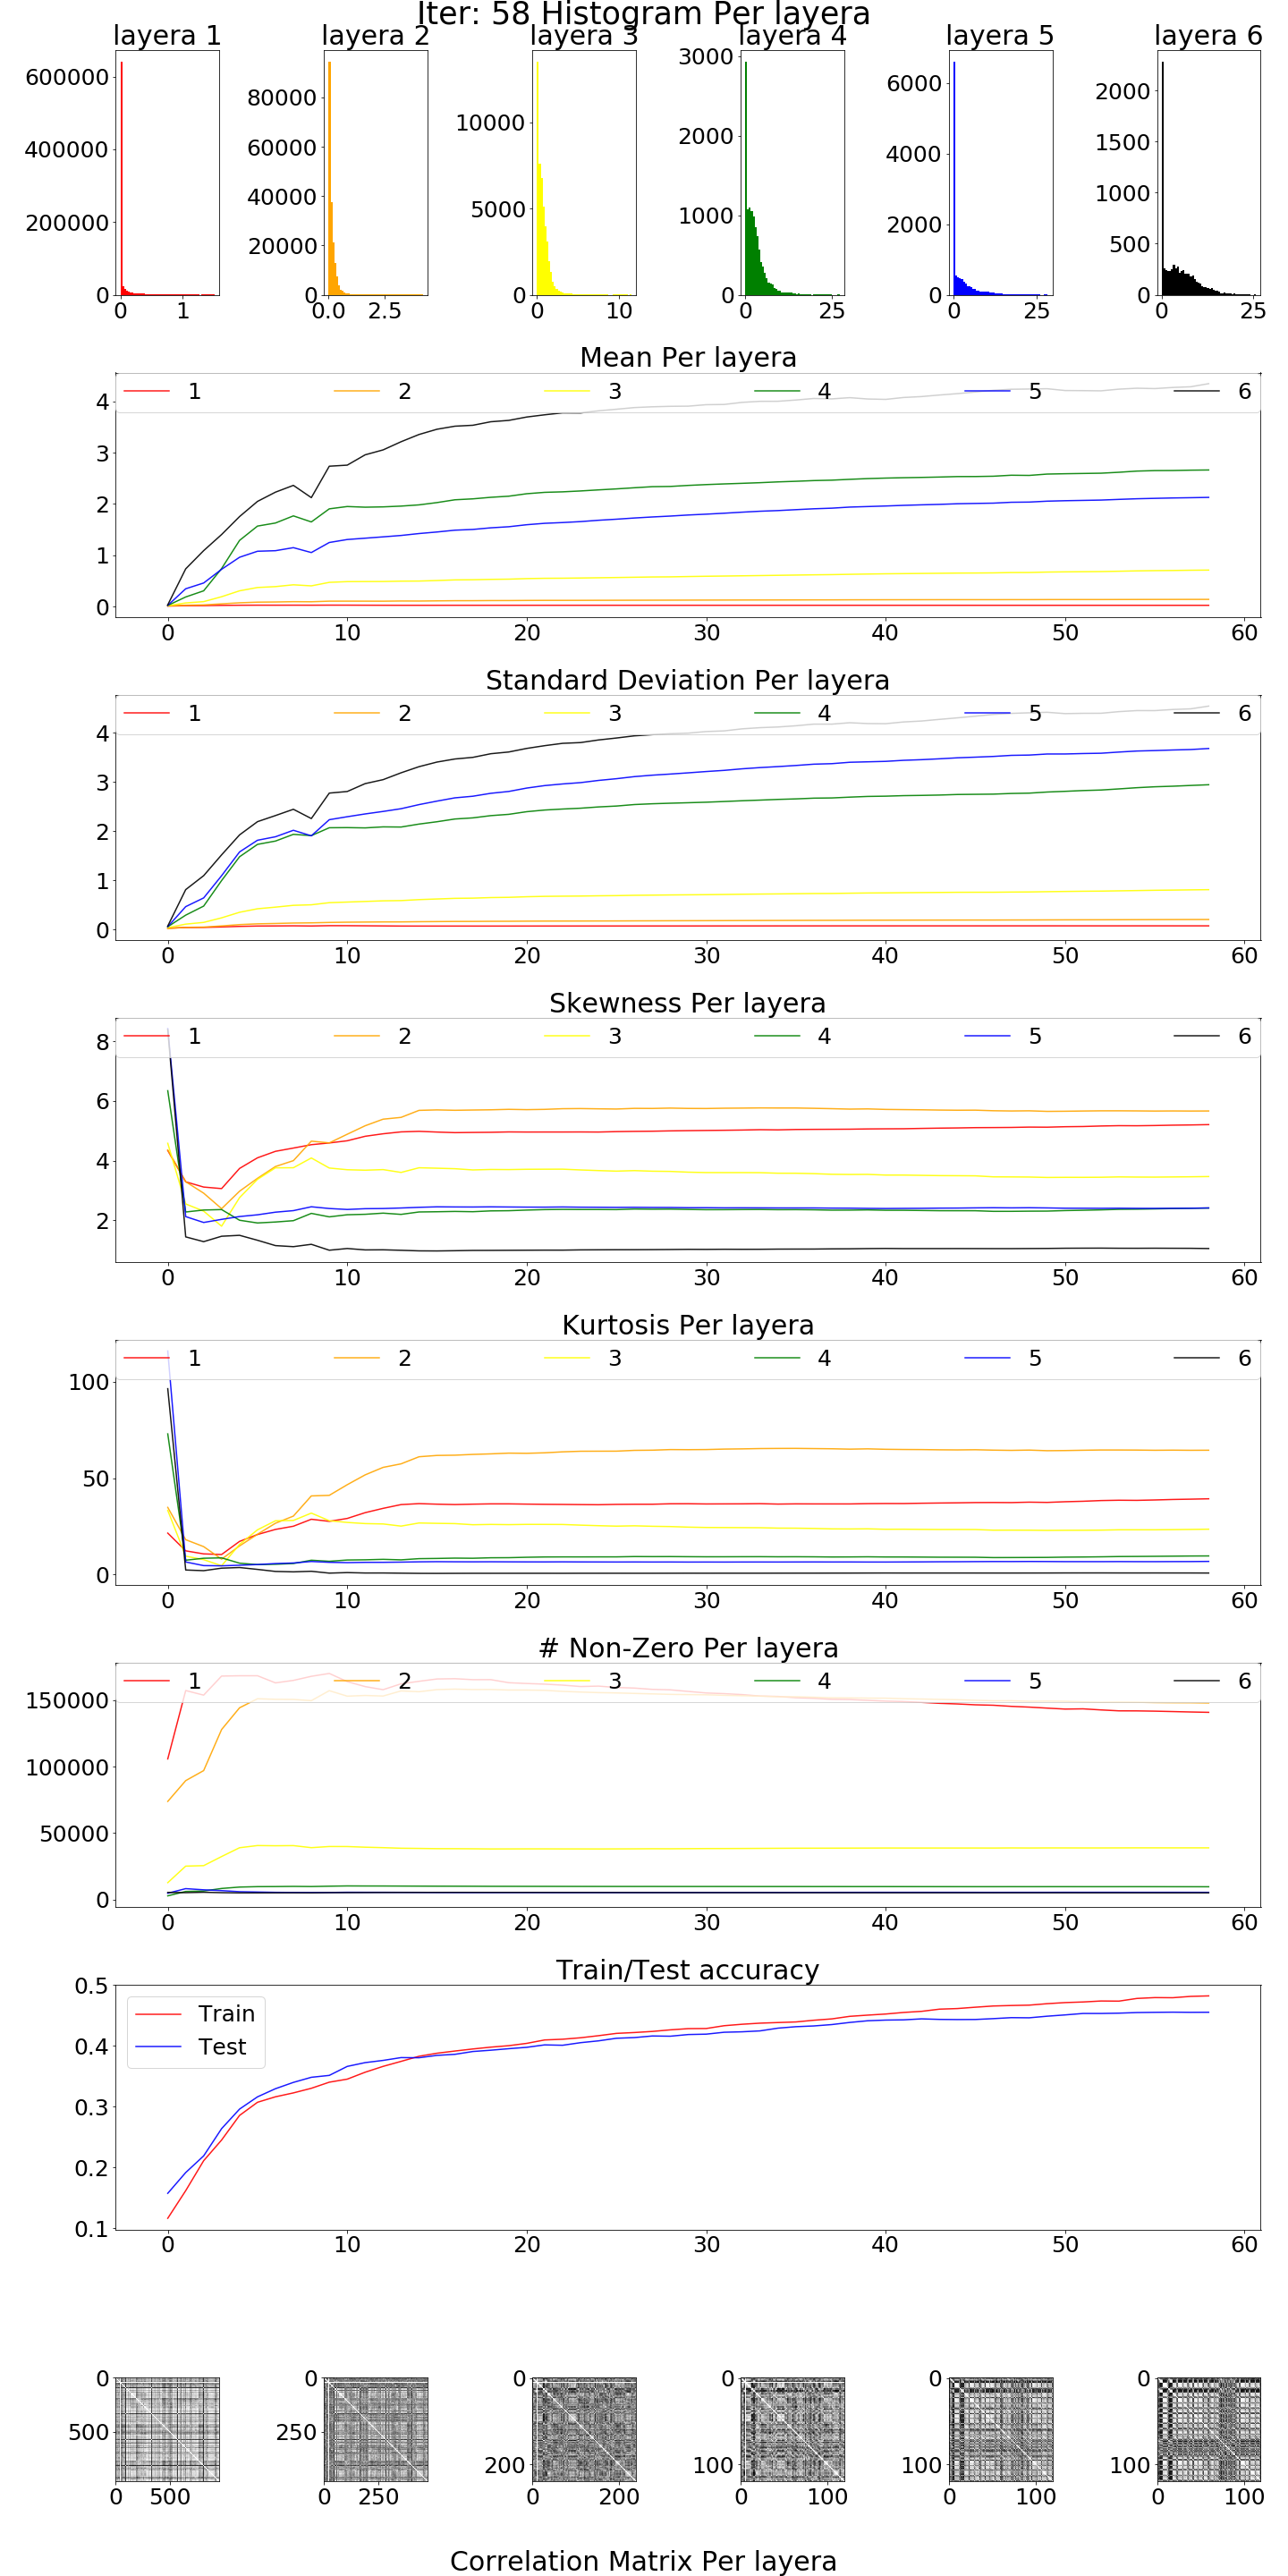 Iter: 58 Histogram Per layera
layera 1 layera 2 layera 3 layera 4 layera 5 layera 6
600000 400000 200000 0
0 1
80000 60000 40000 20000 0
0.0 2.5
10000 5000 0
0 10
3000 2000 1000 0
0 25
6000 4000 2000 0
0 25
2000 1500 1000 500 0
0 25
Mean Per layera
1 2 3 4 5 6
4 3 2 1 0
0 10 20 30 40 50 60
Standard Deviation Per layera
1 2 3 4 5 6
4 3 2 1 0
0 10 20 30 40 50 60
Skewness Per layera
1 2 3 4 5 6
8 6 4 2
0 10 20 30 40 50 60
Kurtosis Per layera
1 2 3 4 5 6
100 50 0
0 10 20 30 40 50 60
# Non-Zero Per layera
1 2 3 4 5 6
150000 100000 50000 0
0 10 20 30 40 50 60
Train/Test accuracy
Train
Test
0.5 0.4 0.3 0.2 0.1
0 10 20 30 40 50 60
0 500
0 500
0 250
0 250
0 200
0 200
0 100
0 100
0 100
0 100
0 100
0 100
Correlation Matrix Per layera